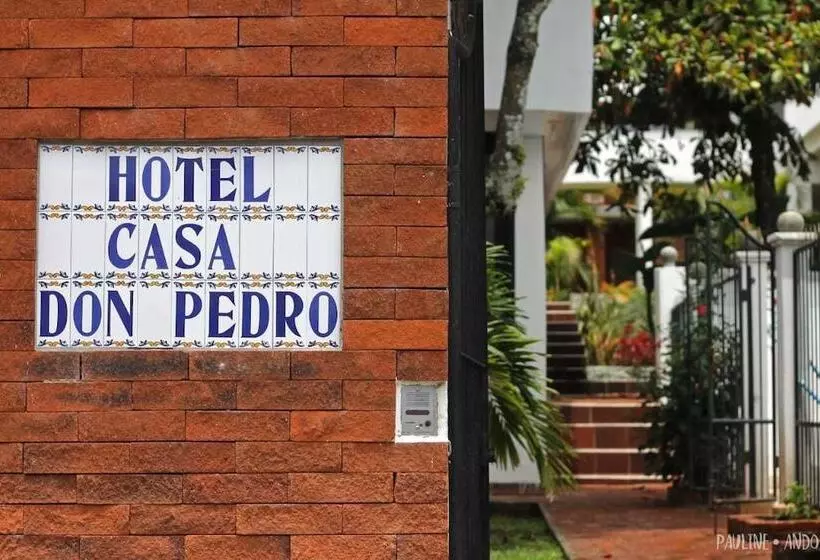 HOTEL
CASA
DON PEDRO
PAULINE • ANDO